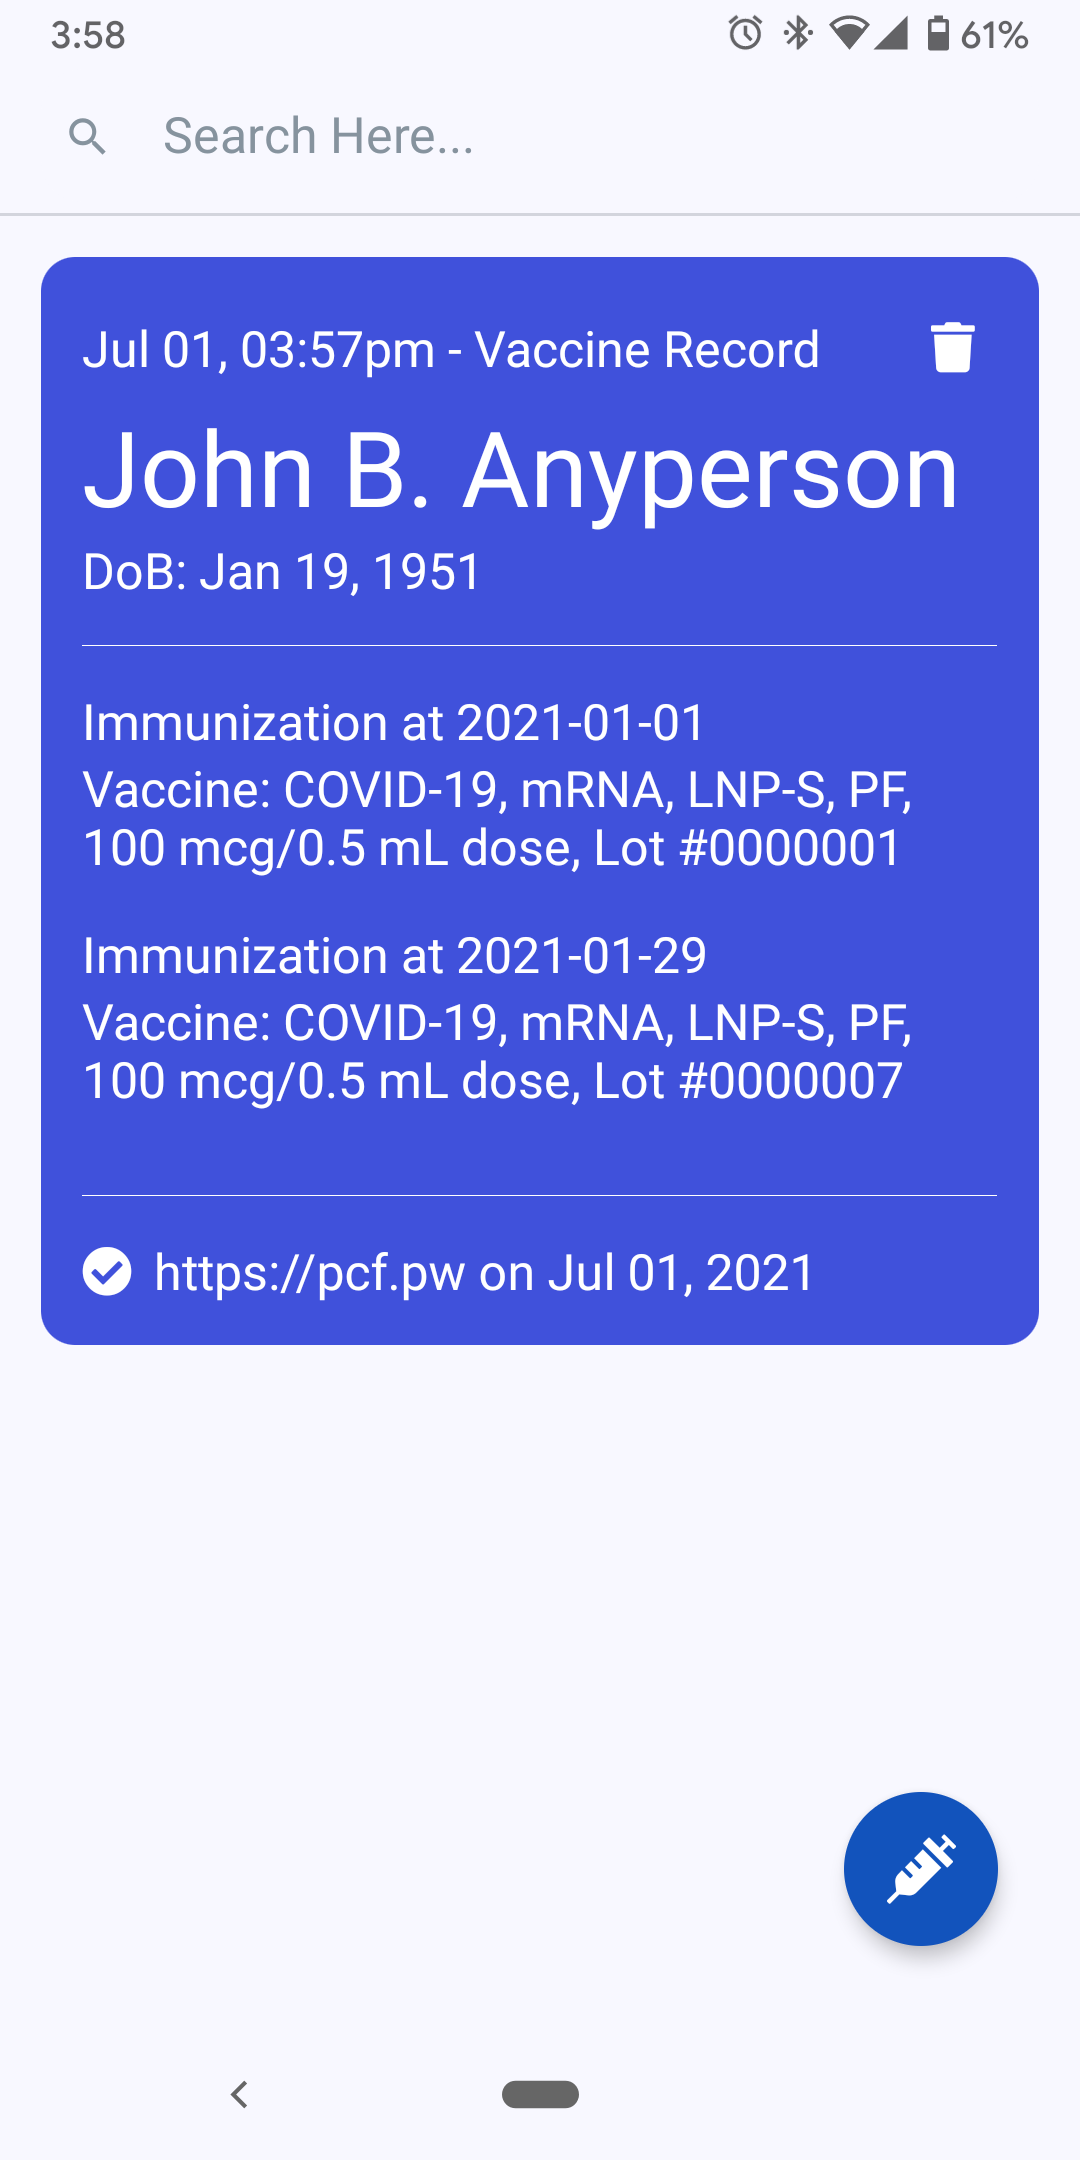 3:58
61%
Search Here...
Jul 01, 03:57pm - Vaccine Record
John B. Anyperson
DoB: Jan 19, 1951
Immunization at 2021-01-01
Vaccine: COVID-19, mRNA, LNP-S, PF,
100 mcg/0.5 mL dose, Lot #0000001
Immunization at 2021-01-29
Vaccine: COVID-19, mRNA, LNP-S, PF,
100 mcg/0.5 mL dose, Lot #0000007
https://pcf.pw on Jul 01, 2021